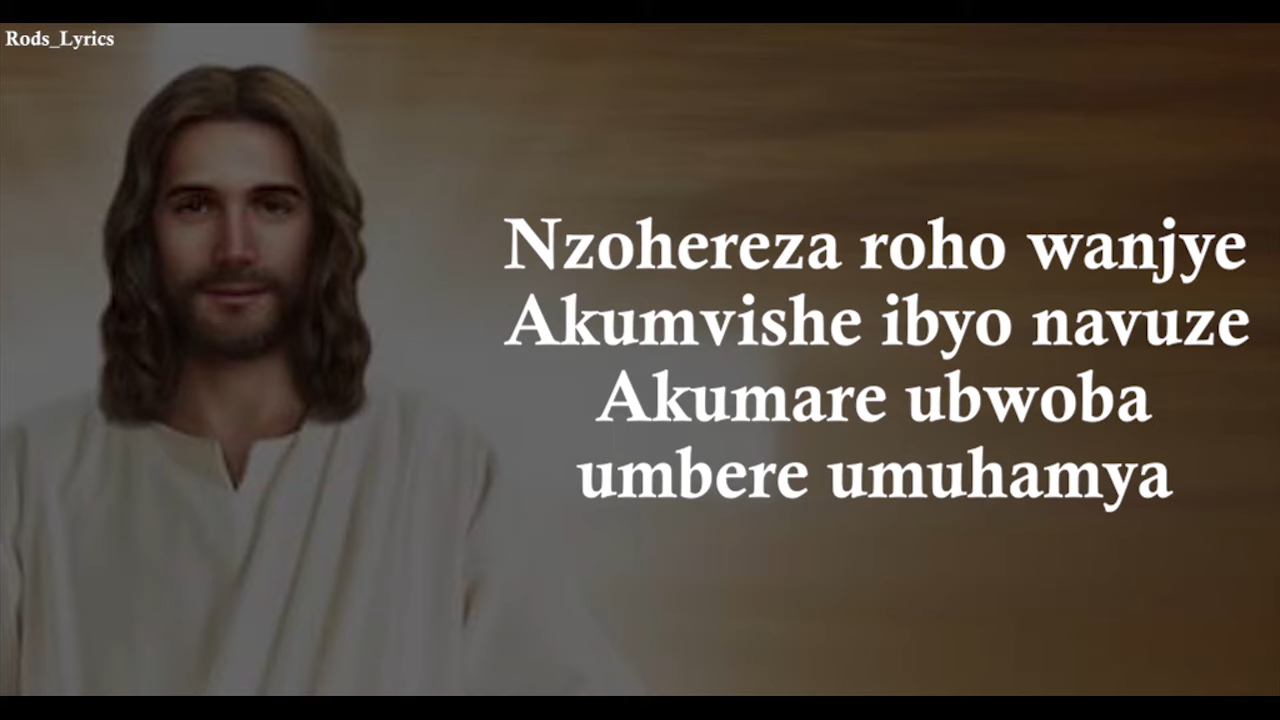 Rods_Lyrics
Nzohereza roho wanjye
Akumvishe ibyo navuze
Akumare ubwoba
umbere umuhamya